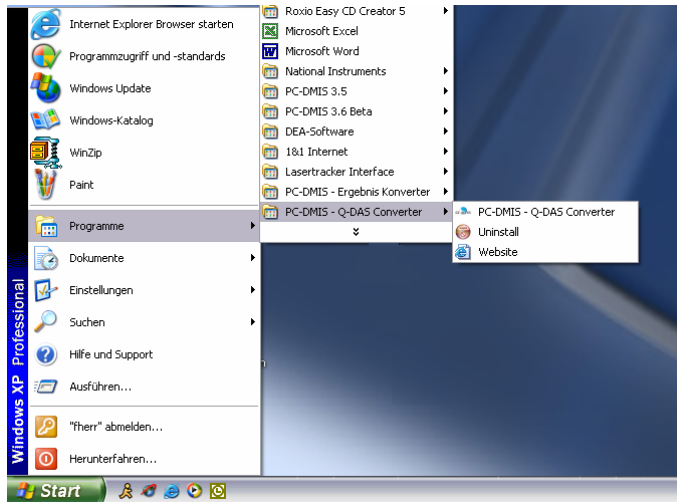 Internet Explorer Browser starten
Programmzugriff und -standards
Windows Update
Windows-Katalog
WinZip
Paint
Programme
Dokumente
Einstellungen
Suchen
Hilfe und Support
Ausführen...
"fherr" abmelden...
Herunterfahren...
Windows XP Professional
Roxio Easy CD Creator 5
Microsoft Excel
Microsoft Word
National Instruments
PC-DMIS 3.5
PC-DMIS 3.6 Beta
DEA-Software
1&1 Internet
Lasertracker Interface
PC-DMIS - Ergebnis Konverter
PC-DMIS - Q-DAS Converter
PC-DMIS - Q-DAS Converter
Uninstall
Website
Start